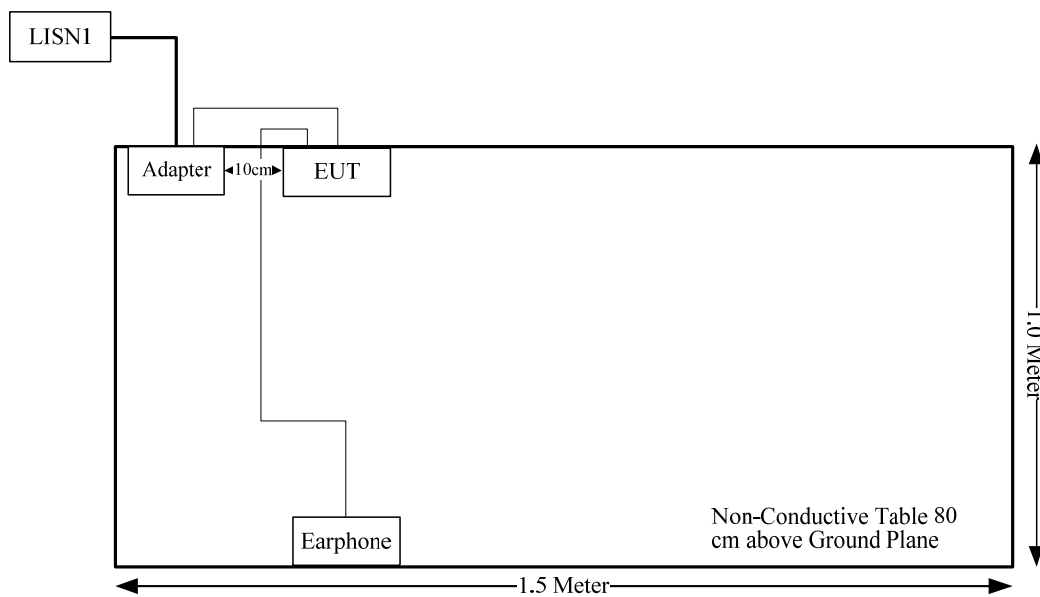 LISN1
Adapter
10cm
EUT
1.0 Meter
Earphone
Non-Conductive Table 80
cm above Ground Plane
1.5 Meter